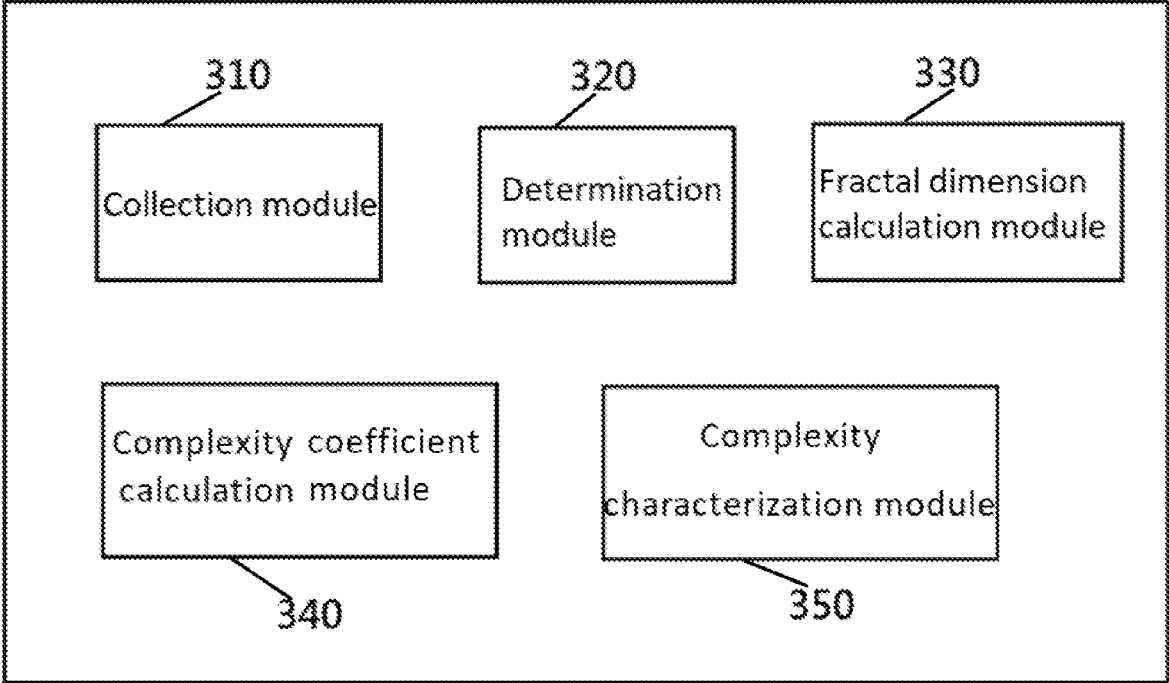 310
320
330
Collection module
Determination
module
Fractal dimension
calculation module
Complexity coefficient
calculation module
Complexity
characterization module
340
350